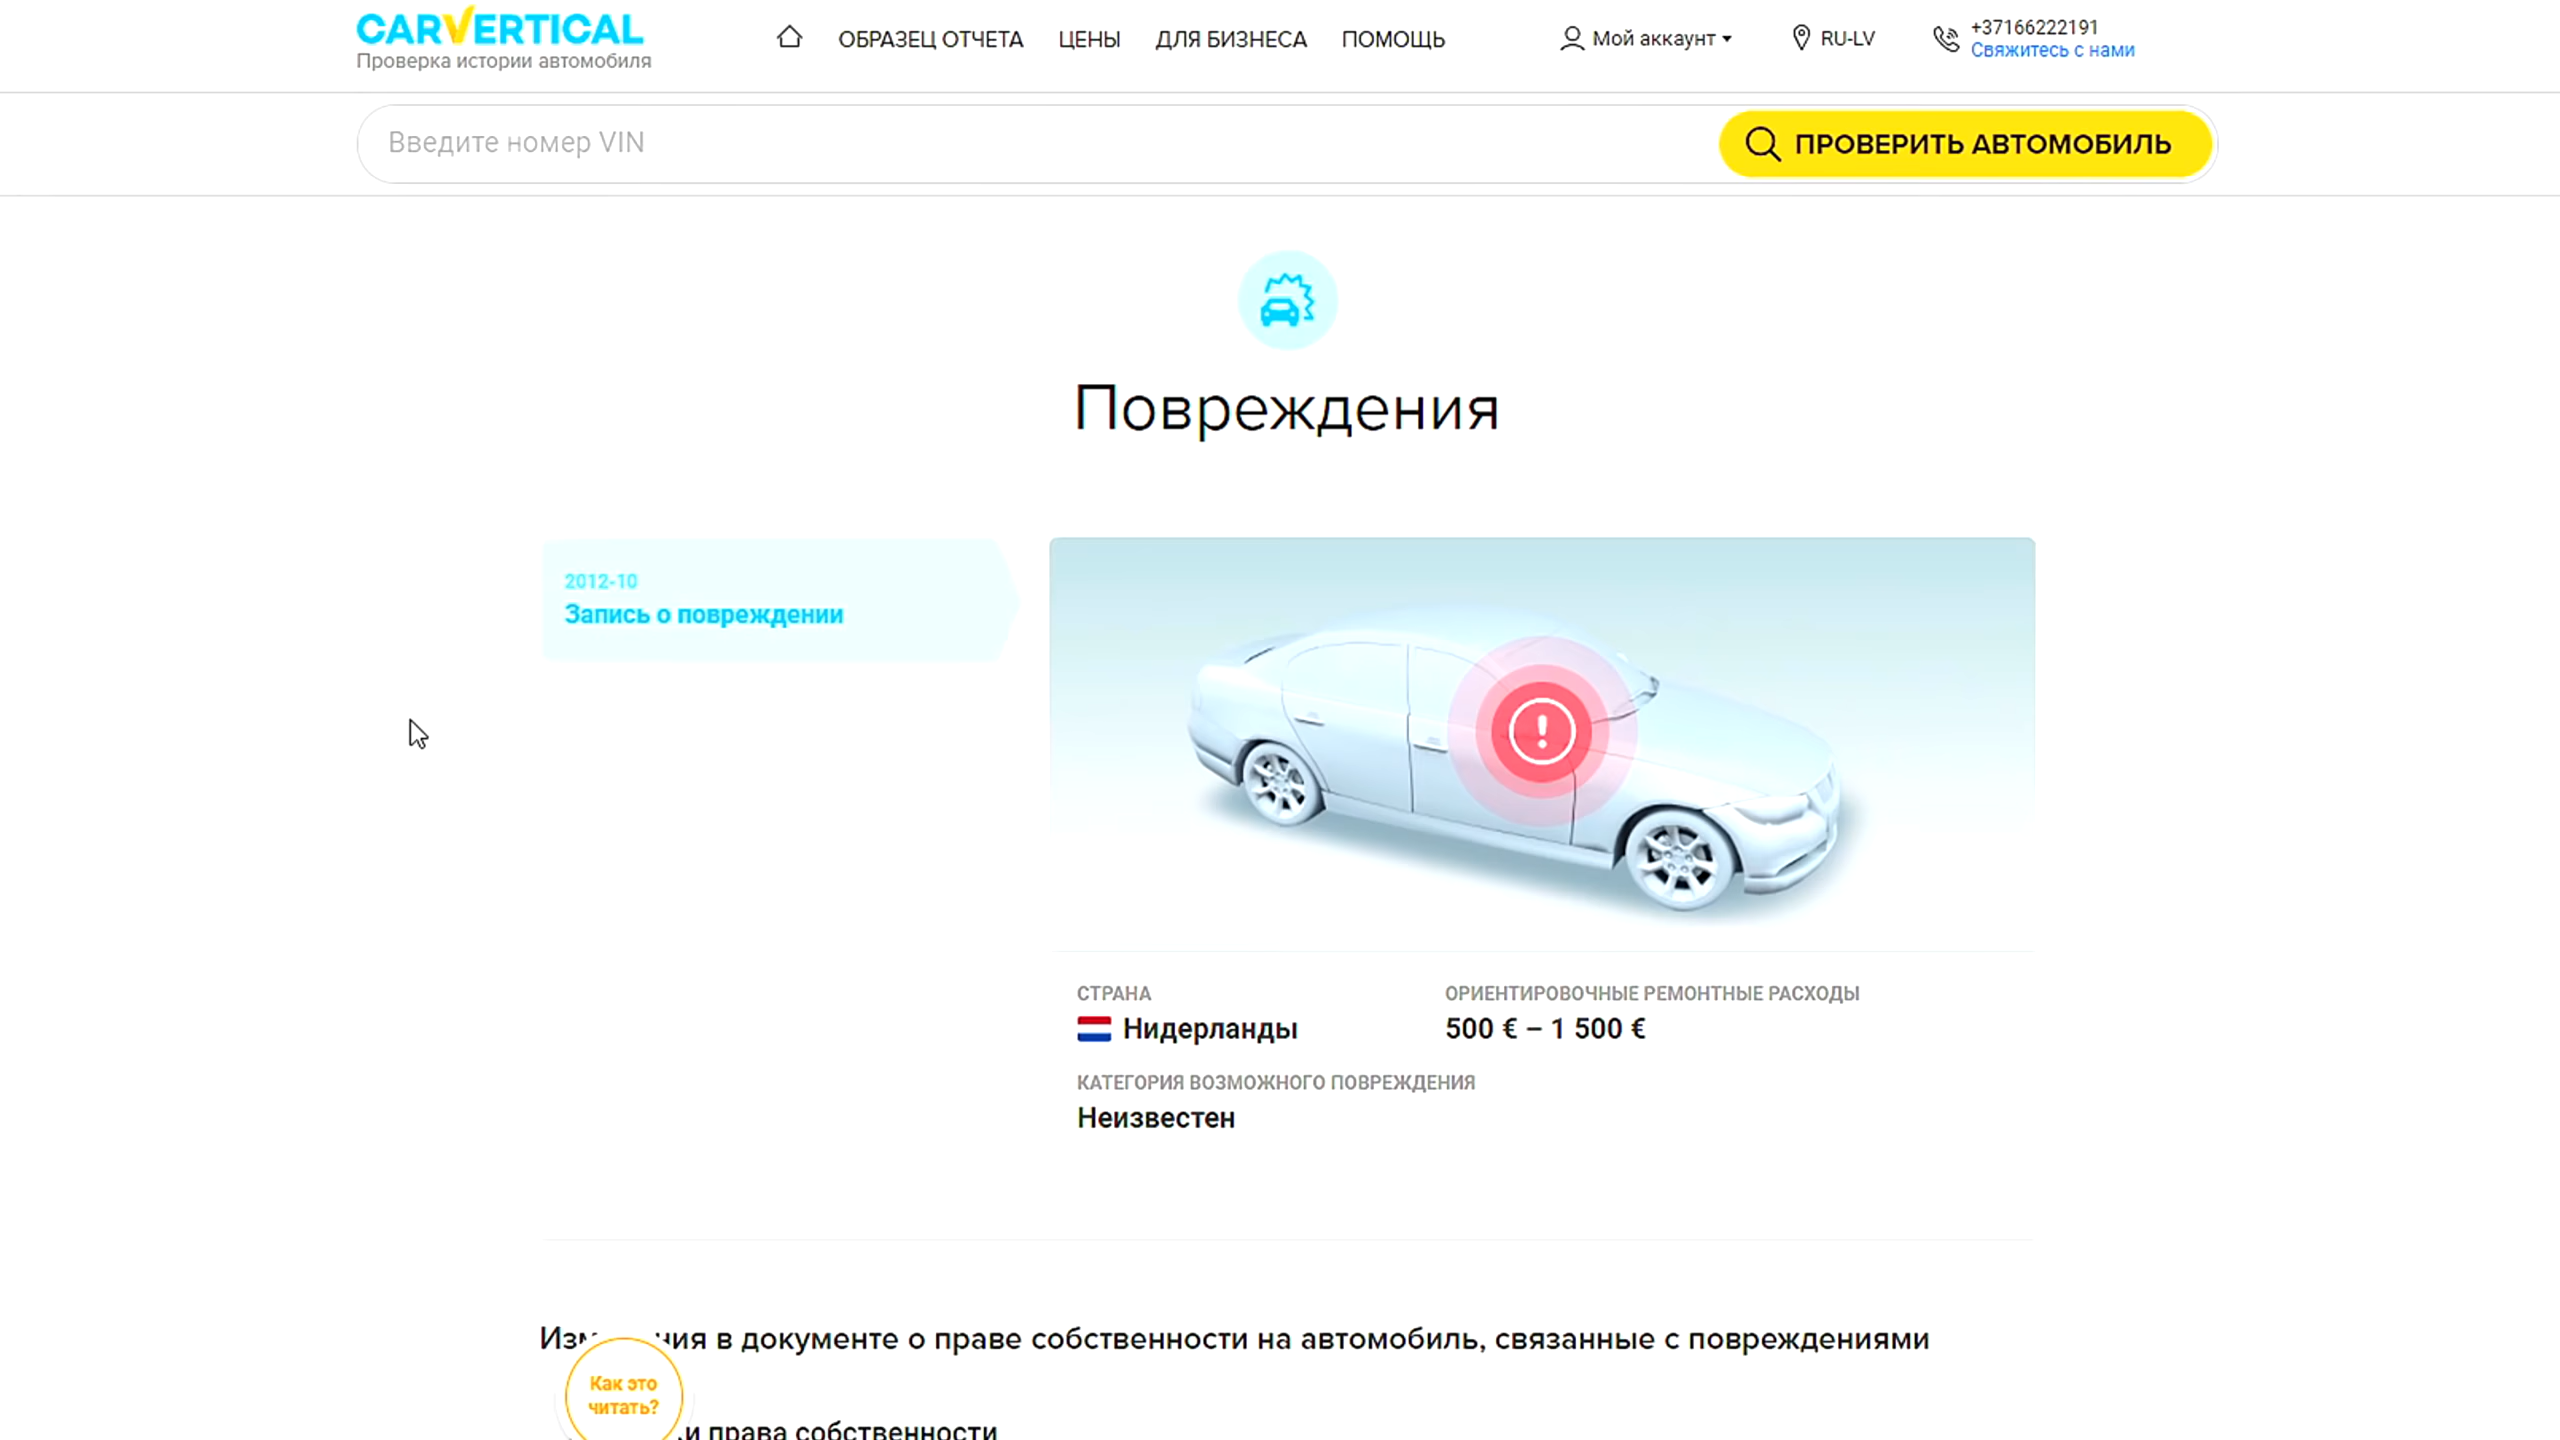 CARVERTICAL
Проверка истории автомобиля
ОБРАЗЕЦ ОТЧЕТА ЦЕНЫ ДЛЯ БИЗНЕСА ПОМОЩЬ
Мой аккаунт
RU-LV
+37166222191
Свяжитесь с нами
Введите номер VIN
ПРОВЕРИТЬ АВТОМОБИЛЬ
Повреждения
2012-10
Запись о повреждении
СТРАНА
Нидерланды
ОРИЕНТИРОВОЧНЫЕ РЕМОНТНЫЕ РАСХОДЫ
500 € – 1 500 €
КАТЕГОРИЯ ВОЗМОЖНОГО ПОВРЕЖДЕНИЯ
Неизвестен
в документе о праве собственности на автомобиль, связанные с повреждениями
Как это
читать?
права собственности